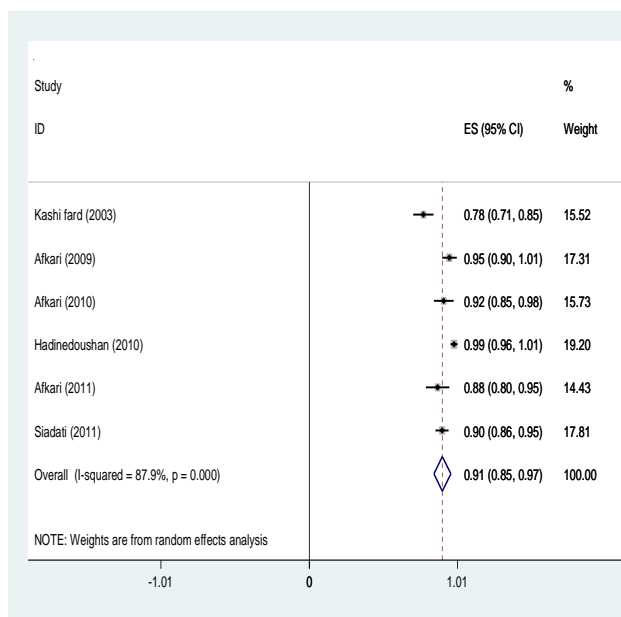 Study %
ID ES (95% CI) Weight
Kashi fard (2003) 0.78 (0.71, 0.85) 15.52
Afkari (2009) 0.95 (0.90, 1.01) 17.31
Afkari (2010) 0.92 (0.85, 0.98) 15.73
Hadinedoushan (2010) 0.99 (0.96, 1.01) 19.20
Afkari (2011) 0.88 (0.80, 0.95) 14.43
Siadati (2011) 0.90 (0.86, 0.95) 17.81
Overall (I-squared = 87.9%, p = 0.000) 0.91 (0.85, 0.97) 100.00
NOTE: Weights are from random effects analysis
-1.01 0 1.01